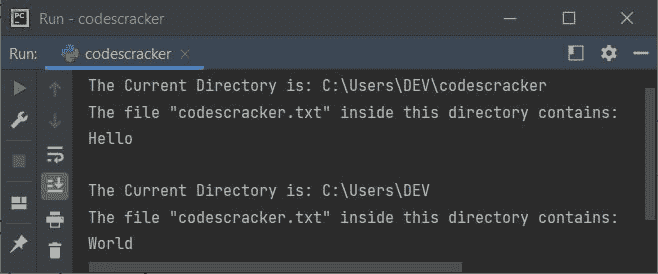 PC
Run - codescracker
Run:
codescracker
The Current Directory is: C:\Users\DEV\codescracker
The file "codescracker.txt" inside this directory contains:
Hello
The Current Directory is: C:\Users\DEV
The file "codescracker.txt" inside this directory contains:
World